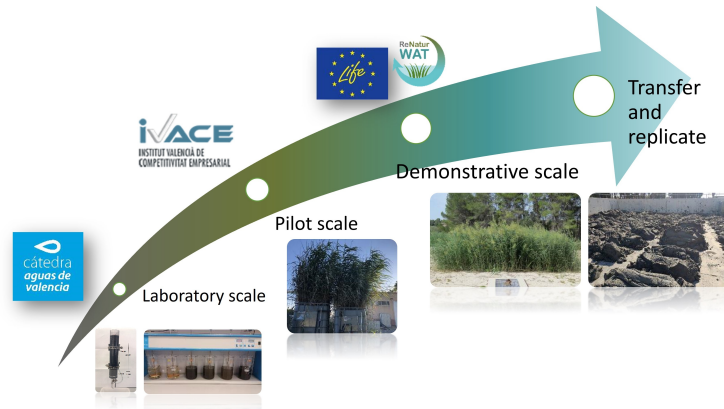 ReNatur
WAT
Life
Transfer
and
replicate
iVACE
INSTITUT VALENCIÀ DE
COMPETITIVITAT EMPRESARIAL
Demonstrative scale
Pilot scale
cátedra
aguas de
valencia
Laboratory scale